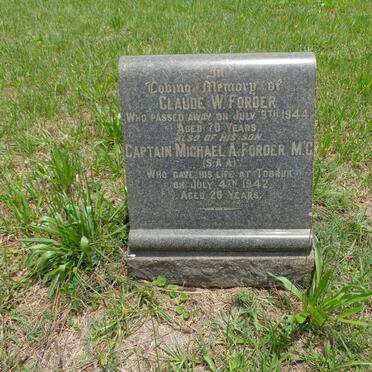 In
Loving Memory of
CLAUDE W. FORDER
WHO PASSED AWAY ON JULY 9TH 1944
AGED 70 YEARS.
ALSO OF HIS SON
CAPTAIN MICHAEL A. FORDER M.C.
(S.A.A.)
WHO GAVE HIS LIFE AT TOBRUK
ON JULY 4TH 1942
AGED 26 YEARS.